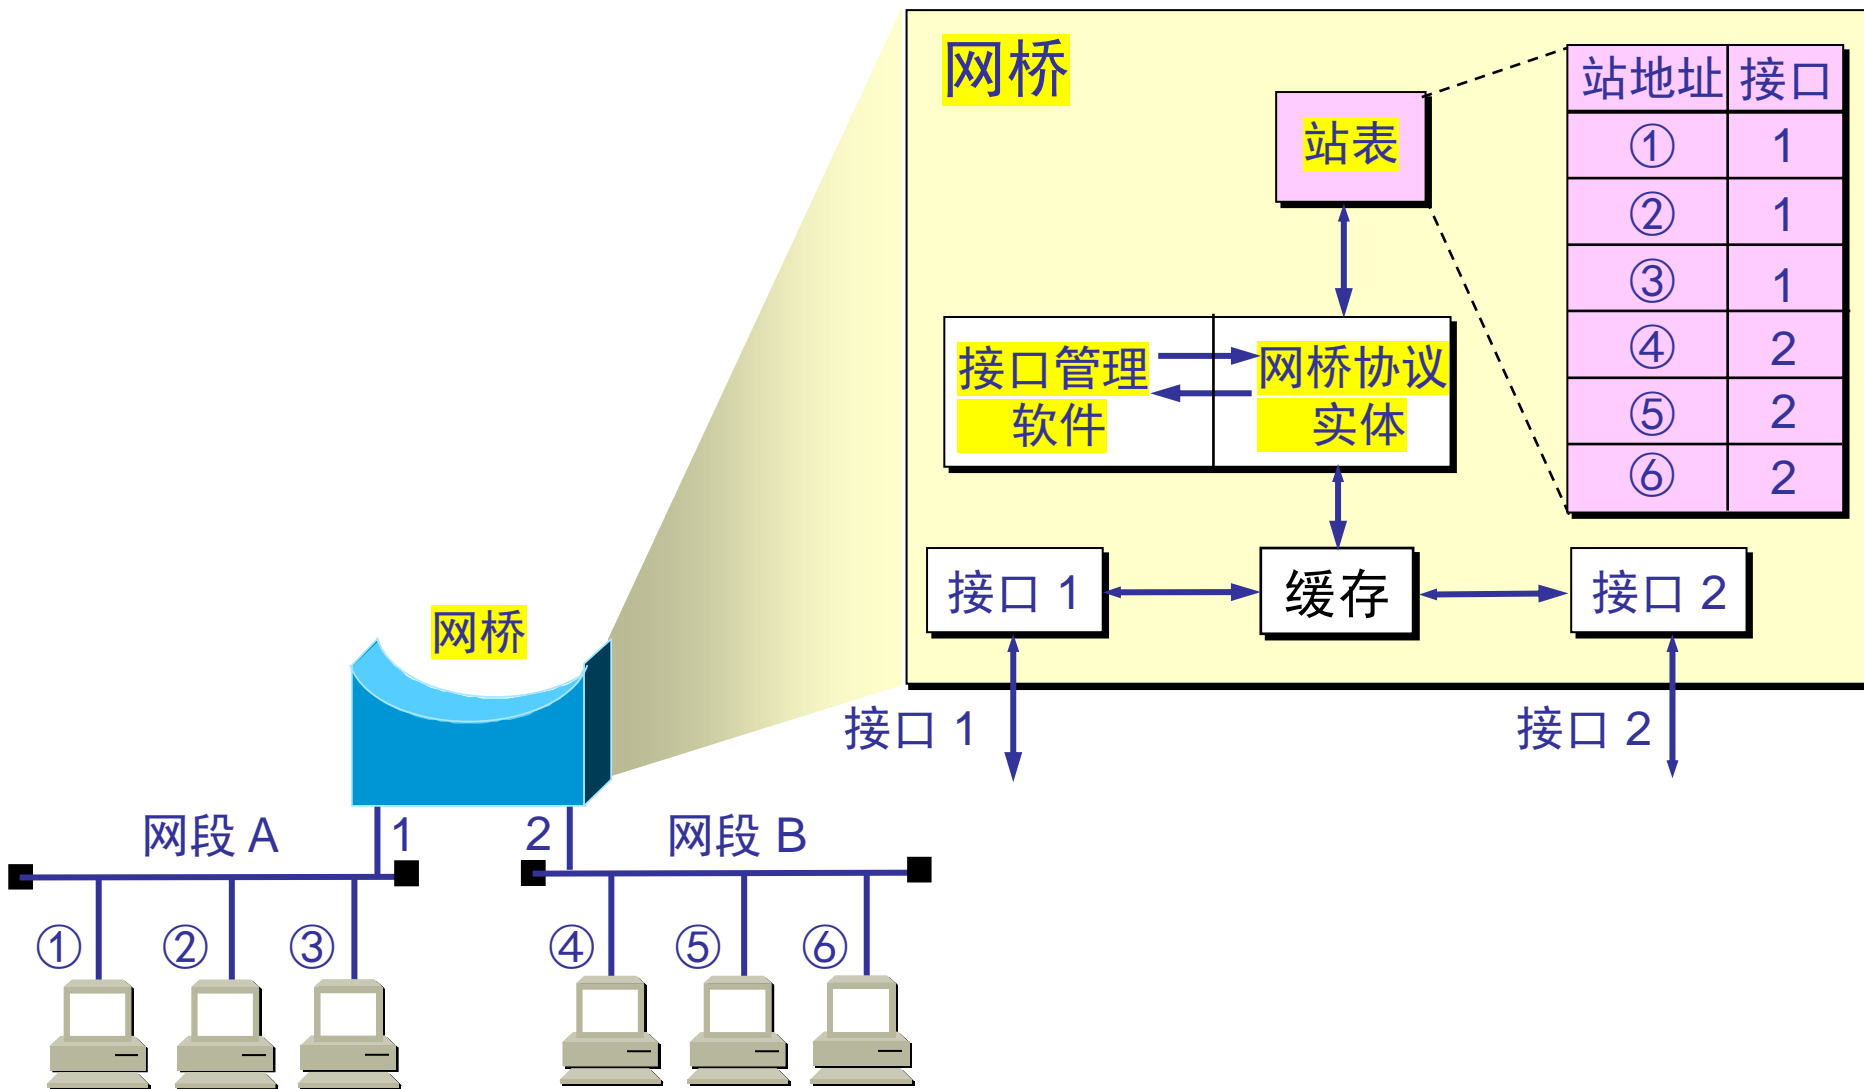 网桥
站地址 接口
① 1
② 1
③ 1
④ 2
⑤ 2
⑥ 2
站表
接口管理
软件
网桥协议
实体
接口 1
缓存
接口 2
接口 1
接口 2
网桥
网段 A
1
2
网段 B
①
②
③
④
⑤
⑥